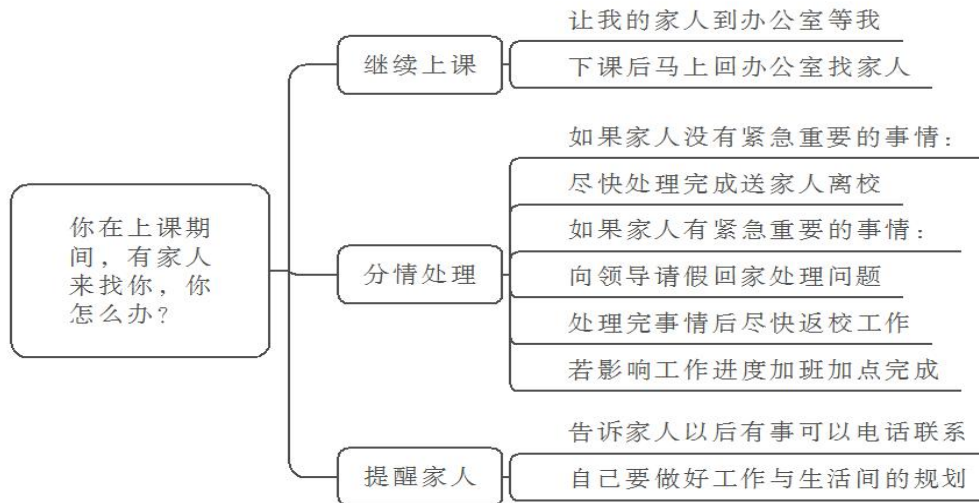 你在上课期
间，有家人
来找你，你
怎么办？
继续上课
让我的家人到办公室等我
下课后马上回办公室找家人
分情处理
如果家人没有紧急重要的事情：
尽快处理完成送家人离校
如果家人有紧急重要的事情：
向领导请假回家处理问题
处理完事情后尽快返校工作
若影响工作进度加班加点完成
提醒家人
告诉家人以后有事可以电话联系
自己要做好工作与生活间的规划